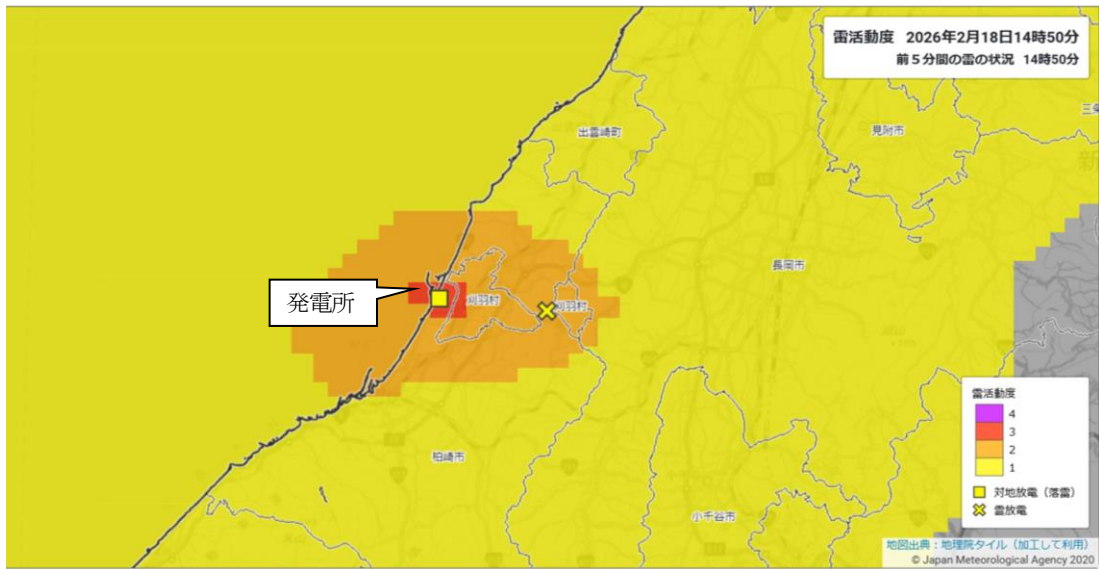 雷活動度 2026年2月18日14時50分
前5分間の雷の状況 14時50分
三条
出雲崎町
見附市
新
長岡市
発電所
刈羽村
刈羽村
柏崎市
小千谷市
雷活動度
4
3
2
1
対地放電(落雷)
雲放電
地図出典:地理院タイル(加工して利用)
© Japan Meteorological Agency 2020